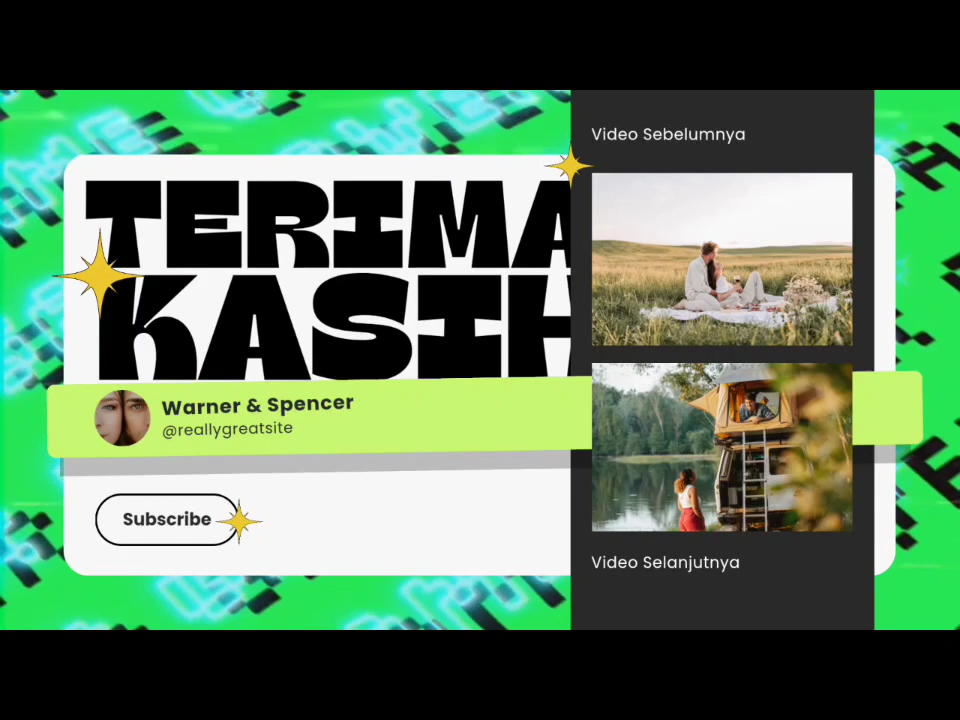 TERIMA
KASIH
Warner & Spencer
@reallygreatsite
Subscribe
Video Sebelumnya
Video Selanjutnya